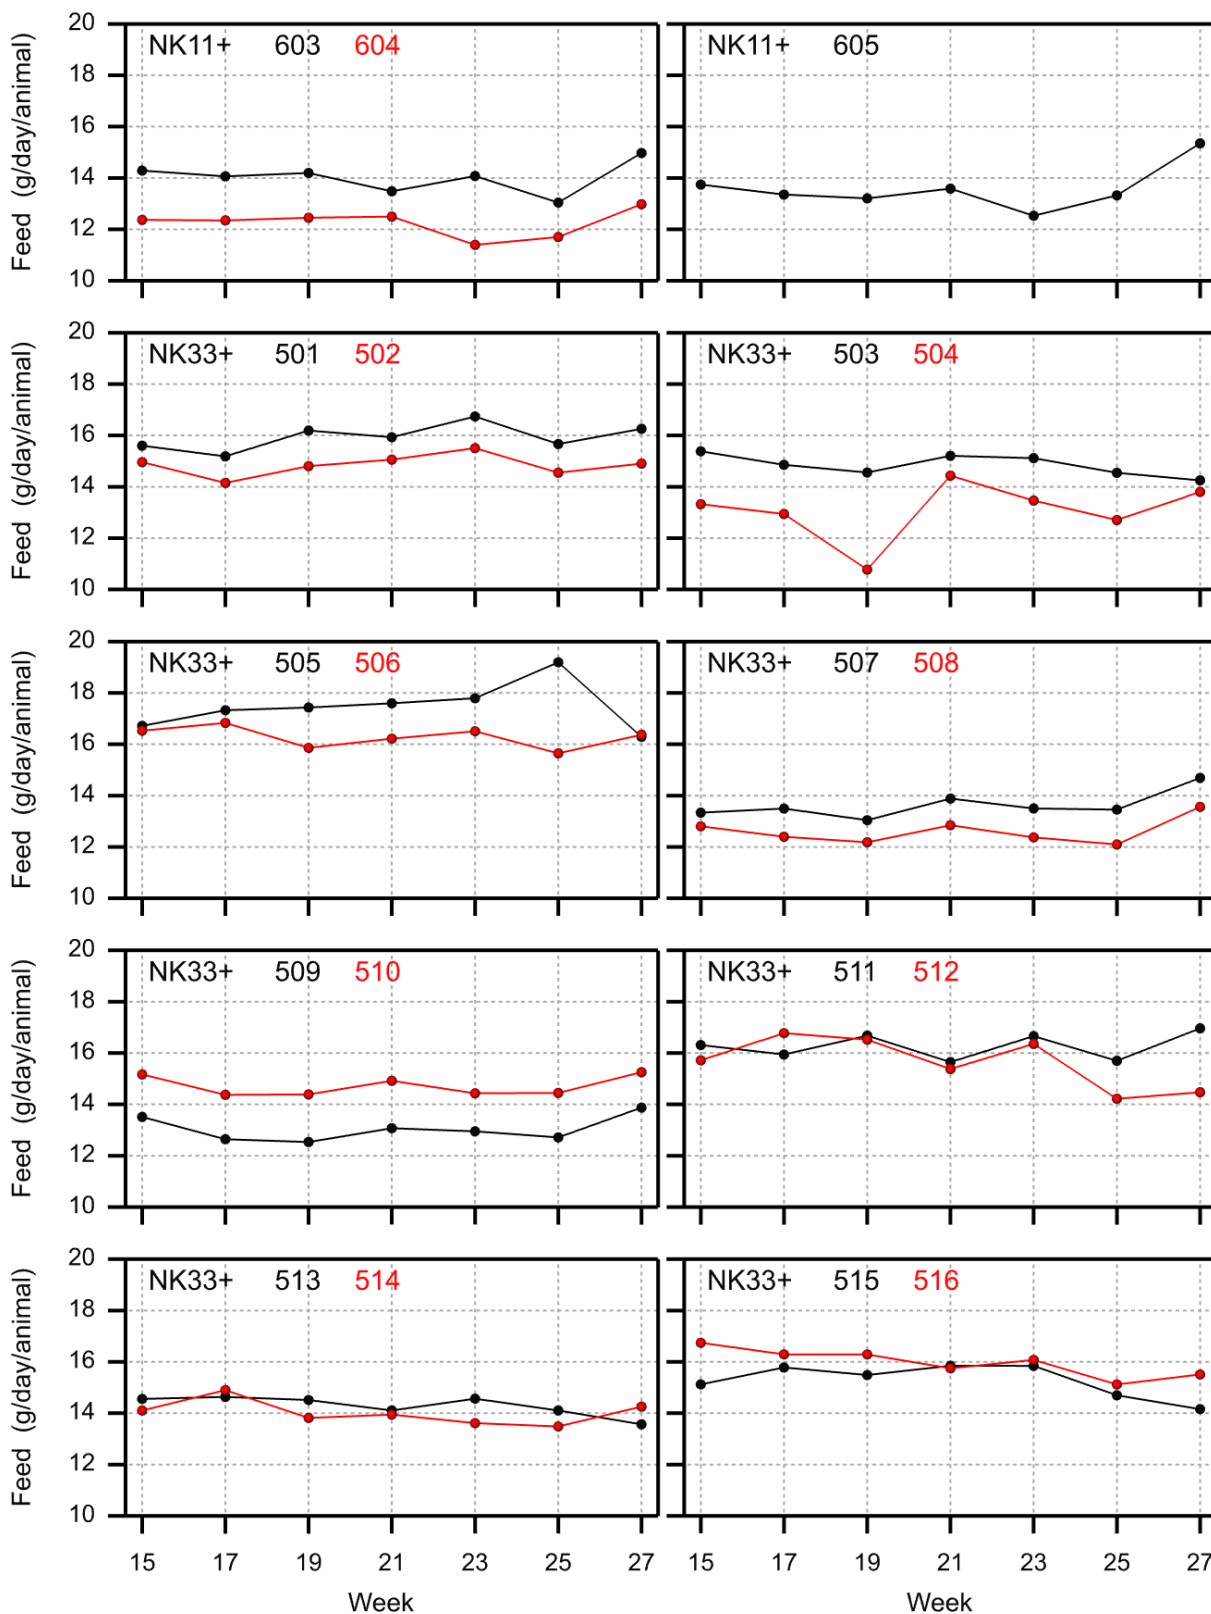 20
18
16
14
12
10
Feed (g/day/animal)
NK11+ 603 604
NK11+ 605
20
18
16
14
12
10
Feed (g/day/animal)
NK33+ 501 502
NK33+ 503 504
20
18
16
14
12
10
Feed (g/day/animal)
NK33+ 505 506
NK33+ 507 508
20
18
16
14
12
10
Feed (g/day/animal)
NK33+ 509 510
NK33+ 511 512
20
18
16
14
12
10
Feed (g/day/animal)
NK33+ 513 514
NK33+ 515 516
15 17 19 21 23 25 27
15 17 19 21 23 25 27
Week
Week